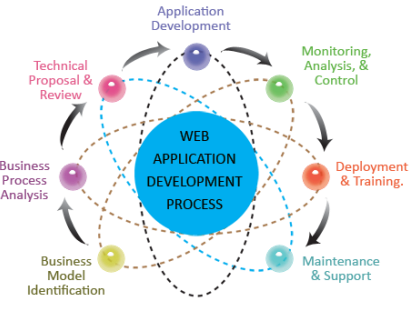 Application
Development
Technical
Proposal &
Review
Monitoring,
Analysis, &
Control
WEB
APPLICATION
DEVELOPMENT
PROCESS
Business
Process
Analysis
Deployment
& Training.
Business
Model
Identification
Maintenance
& Support